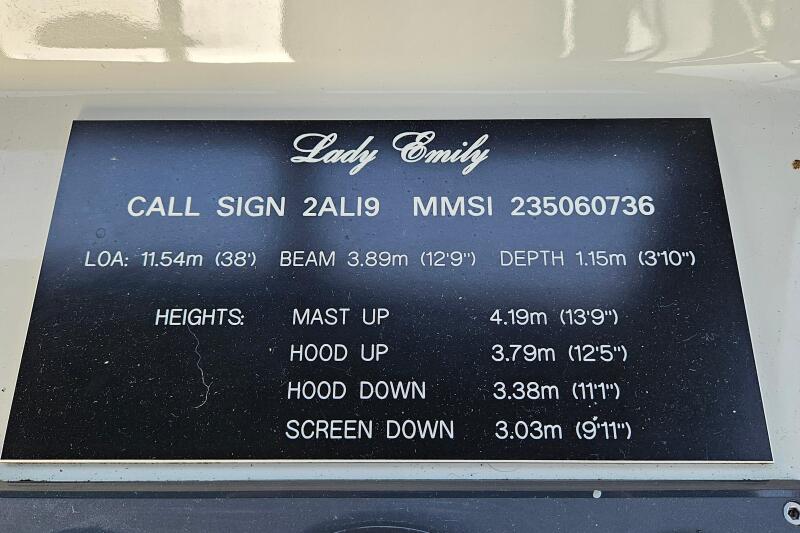 Lady Emily
CALL SIGN 2ALI9 MMSI 235060736
LOA: 11.54m (38') BEAM 3.89m (12'9") DEPTH 1.15m (3'10")
HEIGHTS: MAST UP 4.19m (13'9")
HOOD UP 3.79m (12'5")
HOOD DOWN 3.38m (11'1")
SCREEN DOWN 3.03m (9'11")